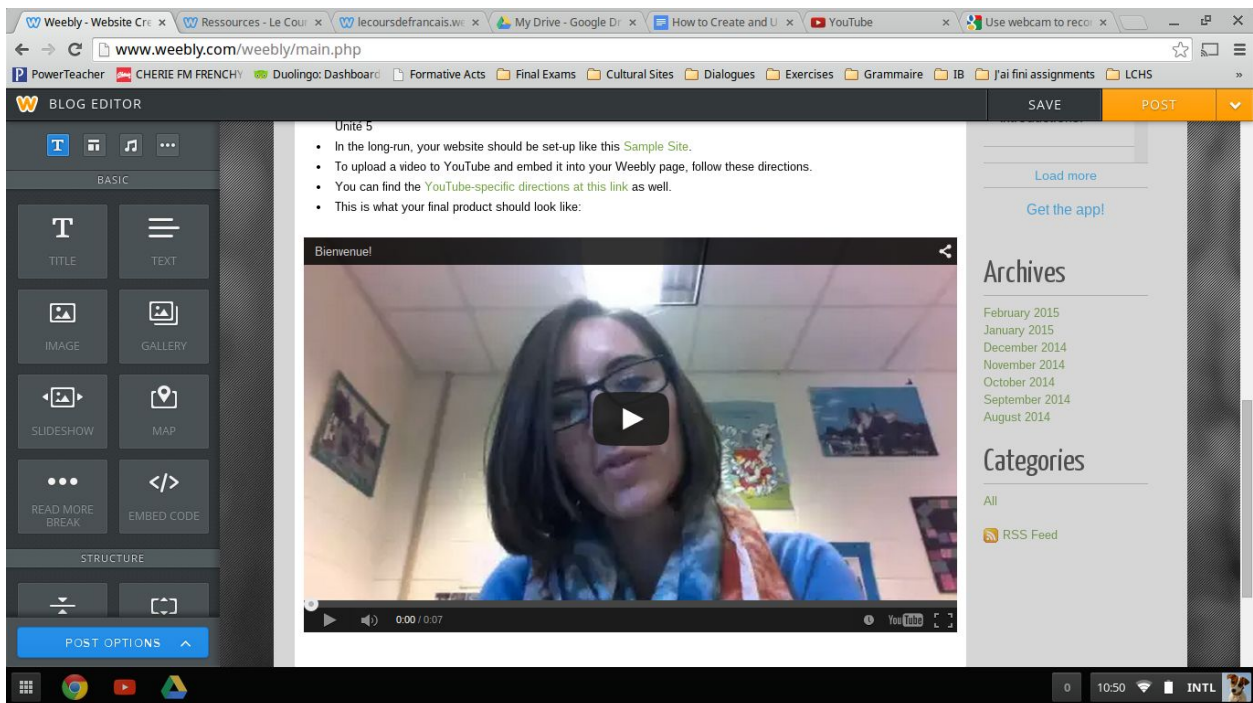 Weebly - Website Cre
Ressources - Le Cour
lecoursdefrancais.we
My Drive - Google Dr
How to Create and U
YouTube
Use webcam to recor
www.weebly.com/weebly/main.php
PowerTeacher CHERIE FM FRENCHY Duolingo: Dashboard Formative Acts Final Exams Cultural Sites Dialogues Exercises Grammaire IB J'ai fini assignments LCHS »
BLOG EDITOR
SAVE POST
BASIC
TITLE TEXT
IMAGE GALLERY
SLIDESHOW MAP
READ MORE
BREAK
EMBED CODE
STRUCTURE
POST OPTIONS
Unité 5
• In the long-run, your website should be set-up like this Sample Site.
• To upload a video to YouTube and embed it into your Weebly page, follow these directions.
• You can find the YouTube-specific directions at this link as well.
• This is what your final product should look like:
Bienvenue!
0:00 / 0:07
YouTube
Load more
Get the app!
Archives
February 2015
January 2015
December 2014
November 2014
October 2014
September 2014
August 2014
Categories
All
RSS Feed
0 10:50 INTL